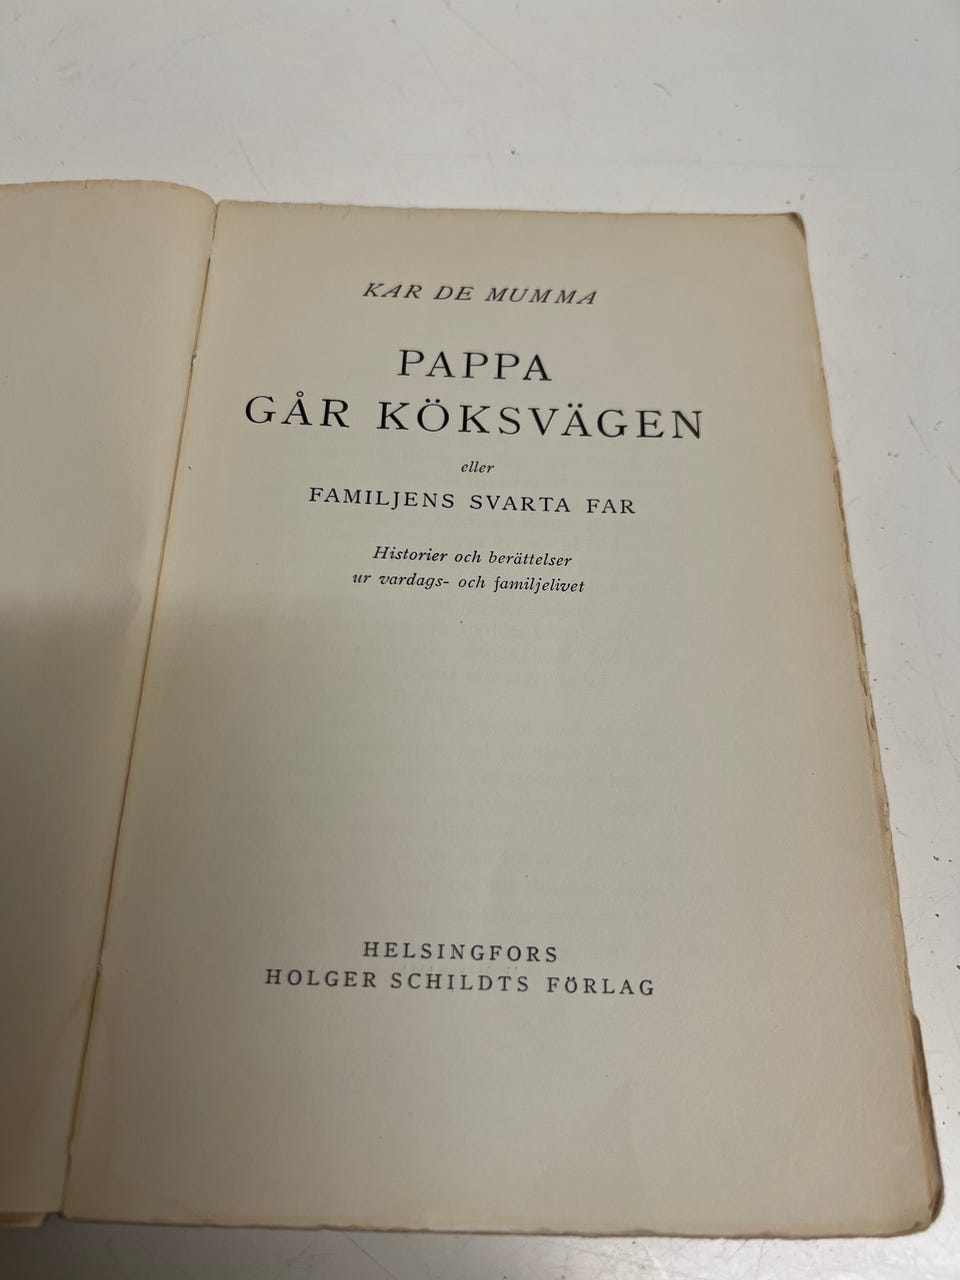 KAR DE MUMMA
PAPPA
GÅR KÖKSVÄGEN
eller
FAMILJENS SVARTA FAR
Historier och berättelser
ur vardags- och familjelivet
HELSINGFORS
HOLGER SCHILDTS FÖRLAG